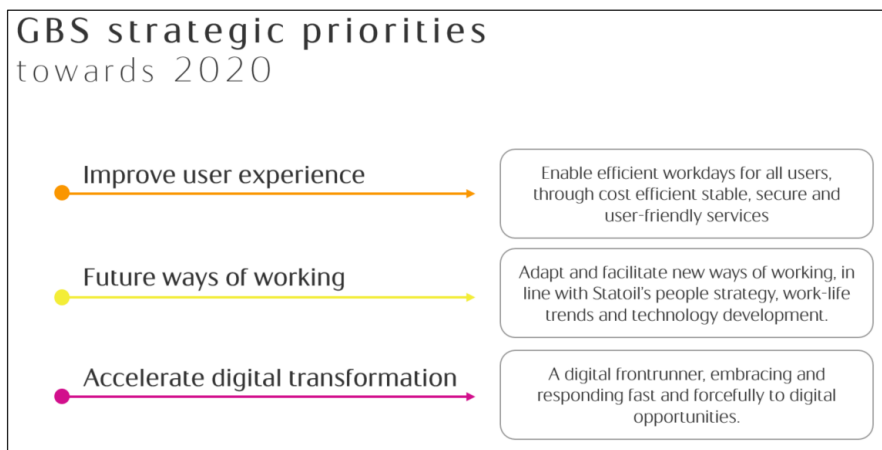 GBS strategic priorities
towards 2020
Improve user experience
Enable efficient workdays for all users,
through cost efficient stable, secure and
user-friendly services
Future ways of working
Adapt and facilitate new ways of working, in
line with Statoil's people strategy, work-life
trends and technology development.
Accelerate digital transformation
A digital frontrunner, embracing and
responding fast and forcefully to digital
opportunities.